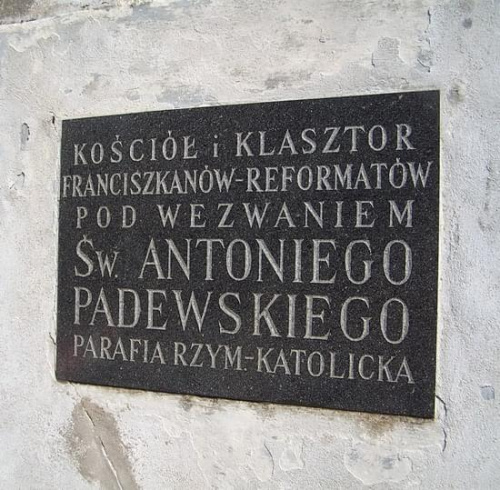 KOŚCIÓŁ i KLASZTOR
FRANCISZKANÓW-REFORMATÓW
POD WEZWANIEM
ŚW. ANTONIEGO
PADEWSKIEGO
PARAFIA RZYM.-KATOLICKA